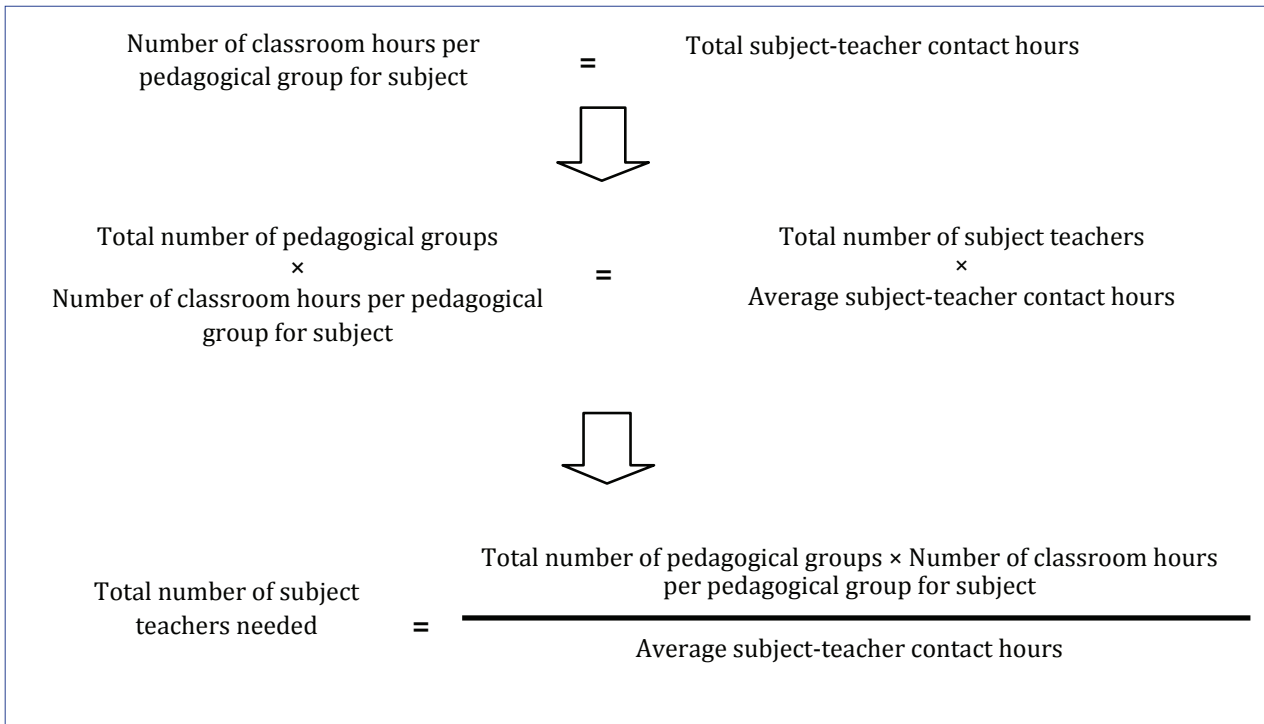 Number of classroom hours per
pedagogical group for subject
=
Total subject-teacher contact hours
Total number of pedagogical groups
×
Number of classroom hours per pedagogical
group for subject
=
Total number of subject teachers
×
Average subject-teacher contact hours
Total number of subject
teachers needed
=
Total number of pedagogical groups × Number of classroom hours
per pedagogical group for subject
Average subject-teacher contact hours